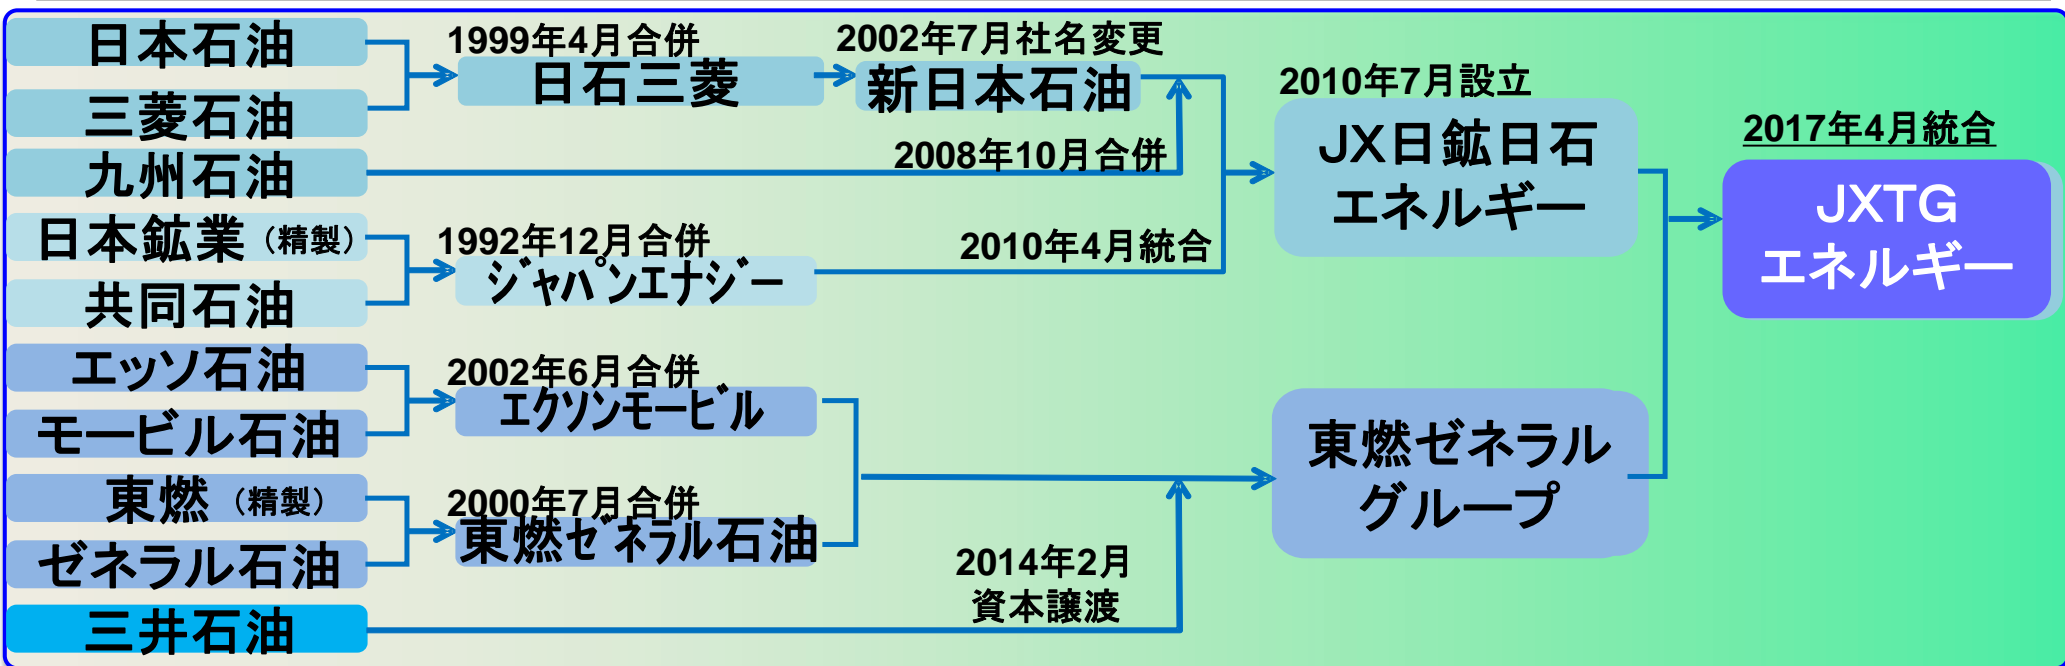 日本石油
三菱石油
九州石油
日本鉱業（精製）
共同石油
エッソ石油
モービル石油
東燃（精製）
ゼネラル石油
三井石油
1999年4月合併
日石三菱
2002年7月社名変更
新日本石油
2008年10月合併
1992年12月合併
ジャパンエナジー
2010年4月統合
2002年6月合併
エクソンモービル
2000年7月合併
東燃ゼネラル石油
2014年2月
資本譲渡
2010年7月設立
JX日鉱日石
エネルギー
東燃ゼネラル
グループ
2017年4月統合
JXTG
エネルギー